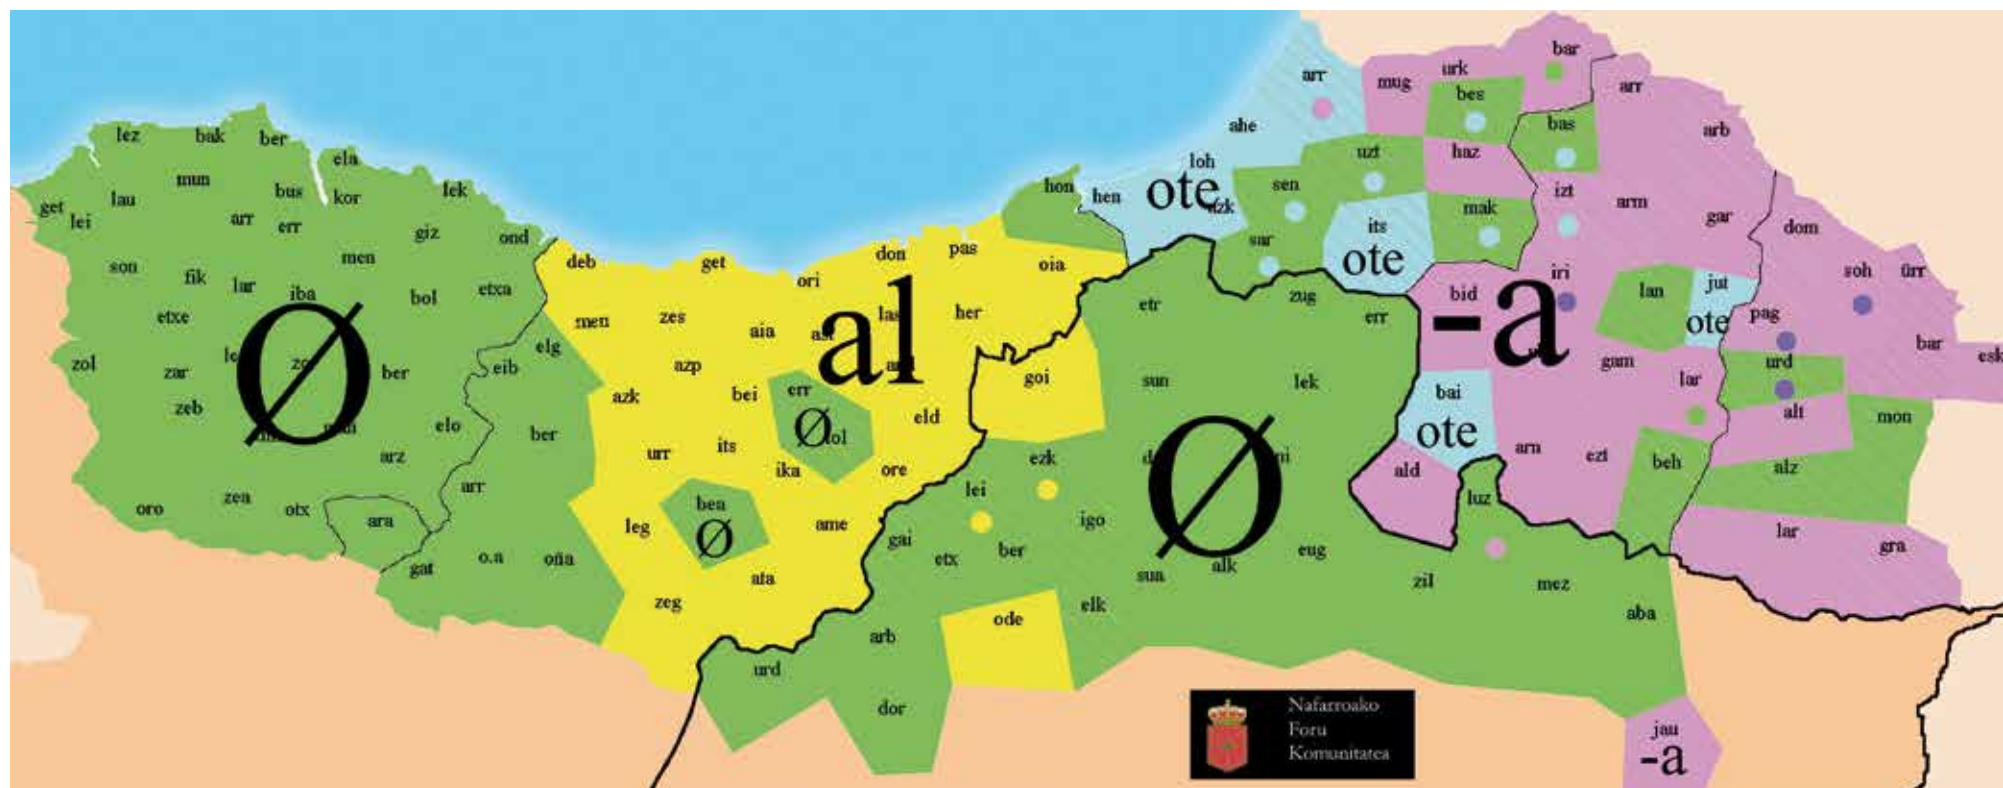 bar
arr
mug
urk
bes
arr
ahe
bas
arb
lez
bak
ber
ela
uzt
haz
loh
mun
bus
kor
lek
hon
hen
ote
sen
izt
arm
get
lei
lau
arr
err
giz
ond
azk
mak
gar
its
ote
dom
son
fik
lar
iba
men
bol
etxa
deb
get
ori
don
pas
oia
sar
zug
iri
soh
ürr
etxe
Ø
men
zes
aia
al
her
etr
err
bid
-a
lan
jut
ote
pag
bar
esk
zol
zar
ber
eib
elg
azp
goi
sun
lek
gam
lar
urd
zeb
elo
azk
bei
err
Ø
eld
bai
ote
alt
mon
arz
ber
urr
its
ika
ore
ezk
Ø
ald
arn
ezt
beh
alz
oro
zea
otx
ara
arr
leg
bea
Ø
ame
lei
igo
luz
lar
gra
gat
o.a
oña
ata
gai
etx
ber
sua
alk
eug
zil
mez
zeg
arb
ode
elk
aba
urd
dor
Nafarroako
Foru
Komunitatea
jau
-a